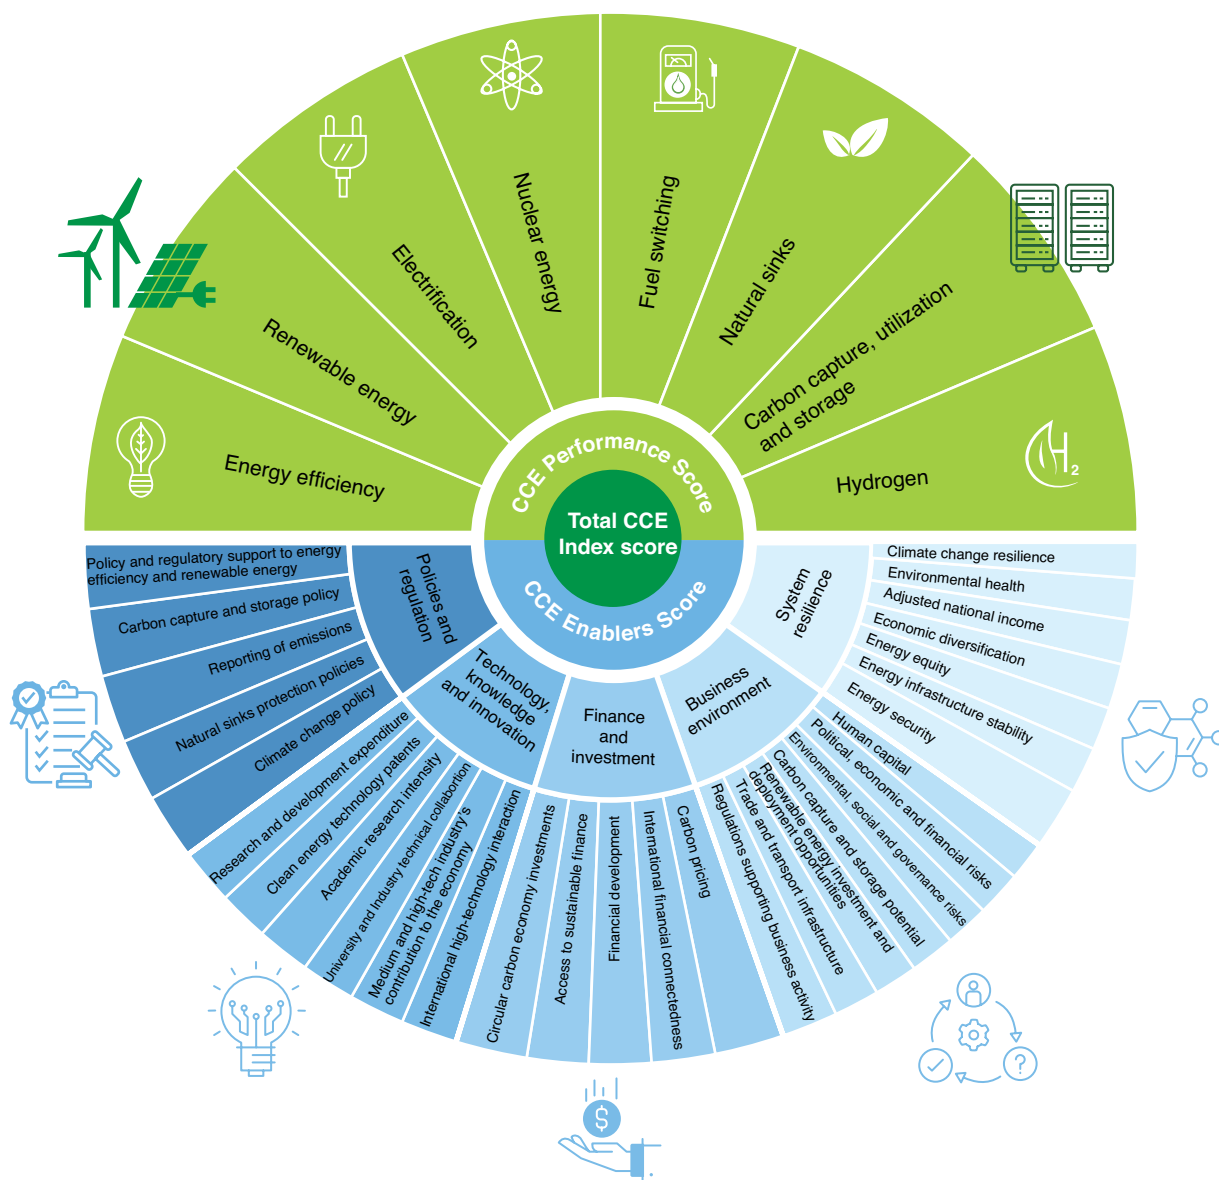 Energy efficiency
Renewable energy
Electrification
Nuclear energy
Fuel switching
Natural sinks
Carbon capture, utilization
and storage
Hydrogen
H2
CCE Performance Score
Total CCE
Index score
CCE Enablers Score
Policies and
regulation
Policy and regulatory support to energy
efficiency and renewable energy
Carbon capture and storage policy
Reporting of emissions
Natural sinks protection policies
Climate change policy
Technology,
knowledge
and innovation
Research and development expenditure
Clean energy technology patents
Academic research intensity
University and Industry technical collabortion
Medium and high-tech industry's
contribution to the economy
International high-technology interaction
Finance
and
investment
Circular carbon economy investments
Access to sustainable finance
Financial development
International financial connectedness
Carbon pricing
Business
environment
Regulations supporting business activity
Trade and transport infrastructure
Renewable energy investment and
deployment opportunities
Carbon capture and storage potential
Environmental, social and governance risks
Political, economic and financial risks
Human capital
System
resilience
Climate change resilience
Environmental health
Adjusted national income
Economic diversification
Energy equity
Energy infrastructure stability
Energy security
$
?